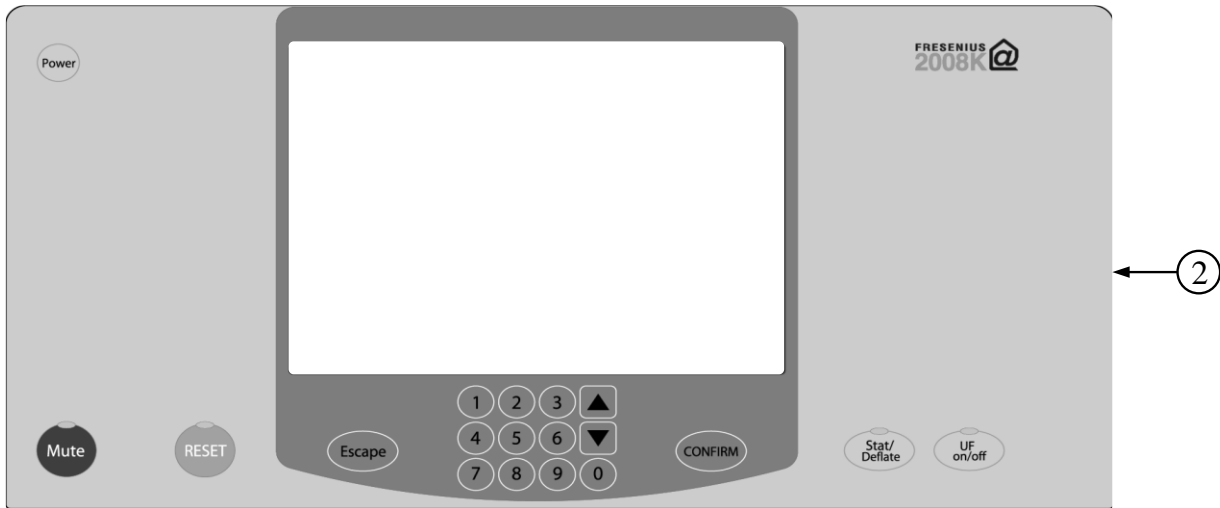 Power
FRESENIUS
2008K@
2
1 2 3
4 5 6
7 8 9 0
Mute
RESET
Escape
CONFIRM
Stat/
Deflate
UF
on/off